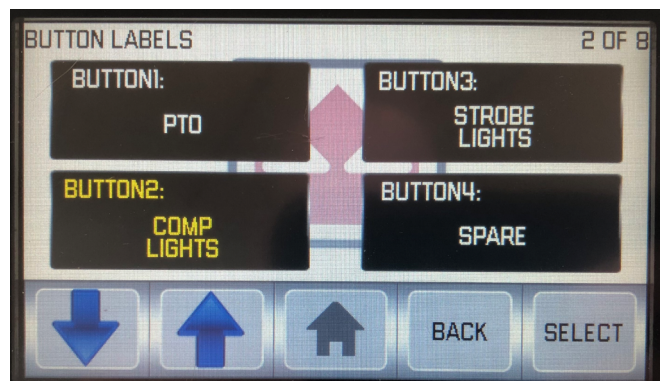 BUTTON LABELS
2 OF 8
BUTTON1:
PTO
BUTTON2:
COMP
LIGHTS
BUTTON3:
STROBE
LIGHTS
BUTTON4:
SPARE
BACK
SELECT